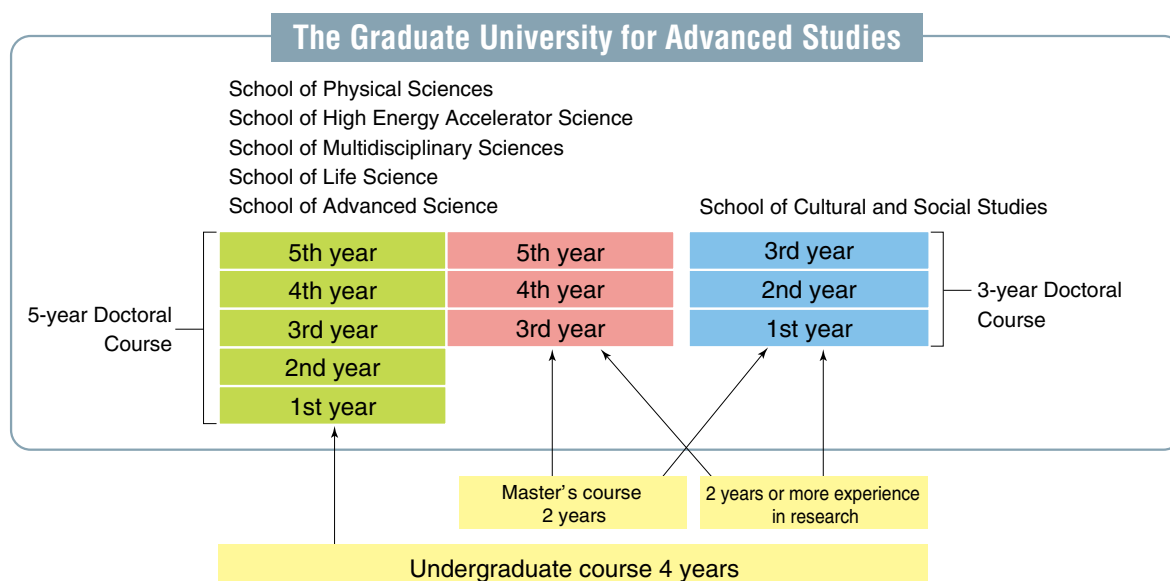 The Graduate University for Advanced Studies
School of Physical Sciences
School of High Energy Accelerator Science
School of Multidisciplinary Sciences
School of Life Science
School of Advanced Science
School of Cultural and Social Studies
5-year Doctoral
Course
5th year
4th year
3rd year
2nd year
1st year
5th year
4th year
3rd year
3rd year
2nd year
1st year
3-year Doctoral
Course
Master's course
2 years
2 years or more experience
in research
Undergraduate course 4 years